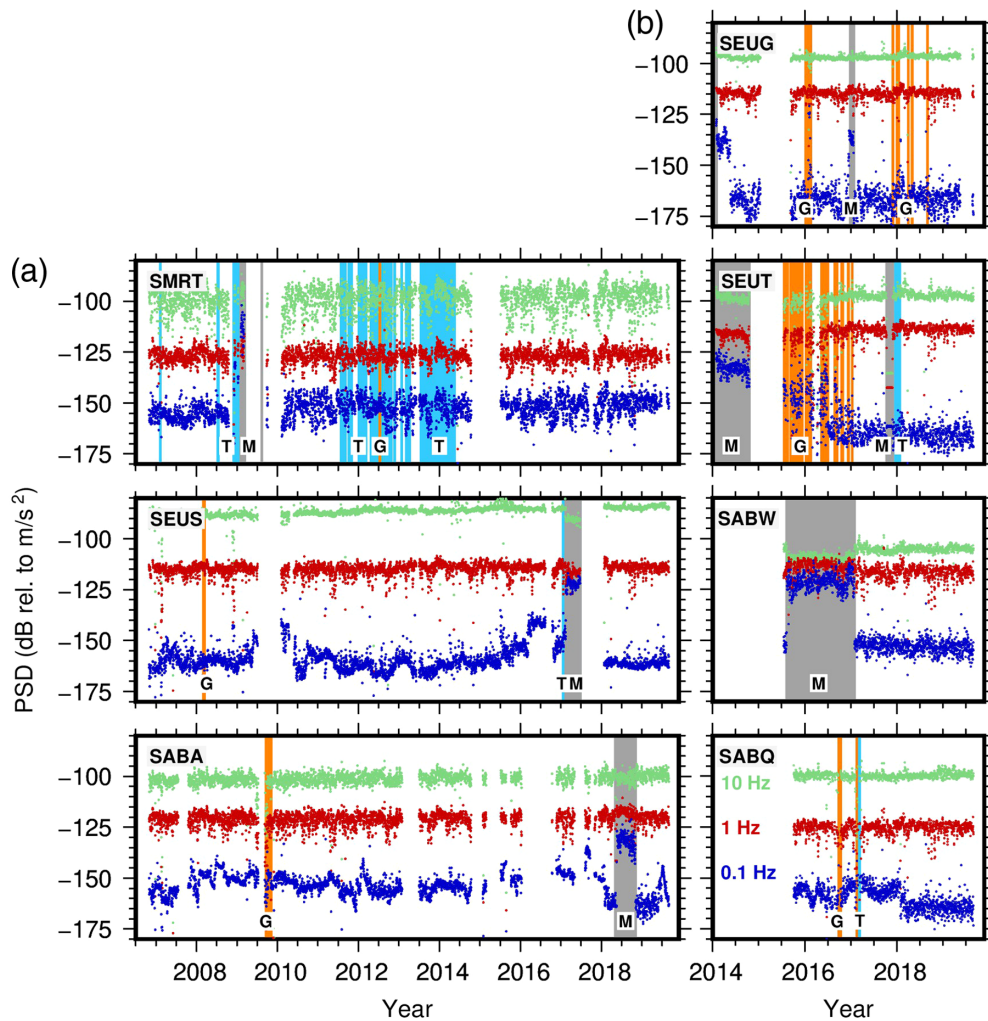 (b)
SEUG
−100
−125
−150
−175
G M G
(a)
SMRT
−100
−125
−150
−175
T M T G T
SEUT
M G M T
SEUS
−100
−125
−150
−175
G T M
SABW
M
PSD (dB rel. to m/s²)
SABA
−100
−125
−150
−175
G M
SABQ
10 Hz
1 Hz
0.1 Hz
G T
2008 2010 2012 2014 2016 2018
2014 2016 2018
Year
Year